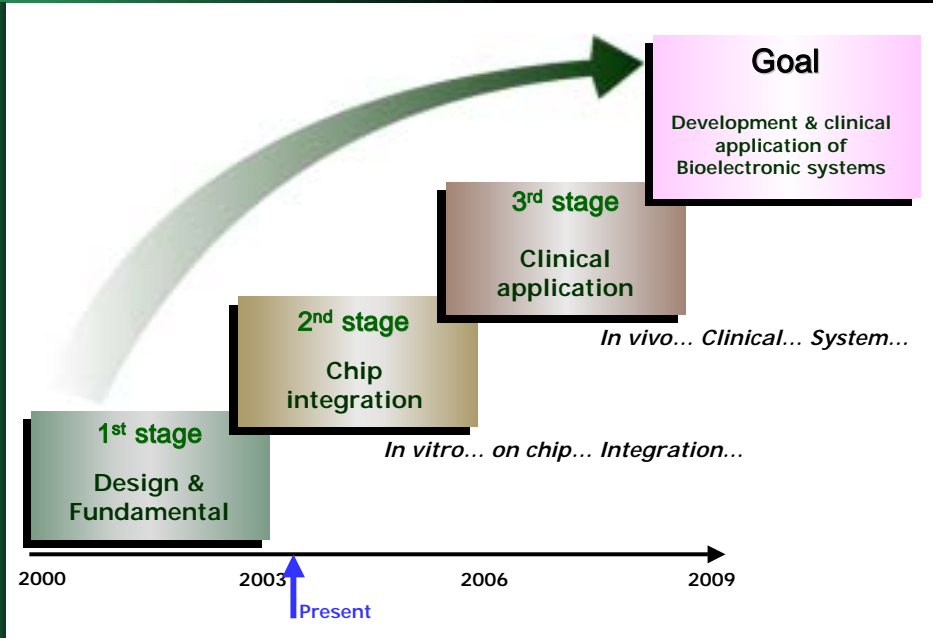 Goal
Development & clinical
application of
Bioelectronic systems
3rd stage
Clinical
application
In vivo... Clinical... System...
2nd stage
Chip
integration
In vitro... on chip... Integration...
1st stage
Design &
Fundamental
2000 2003 2006 2009
Present